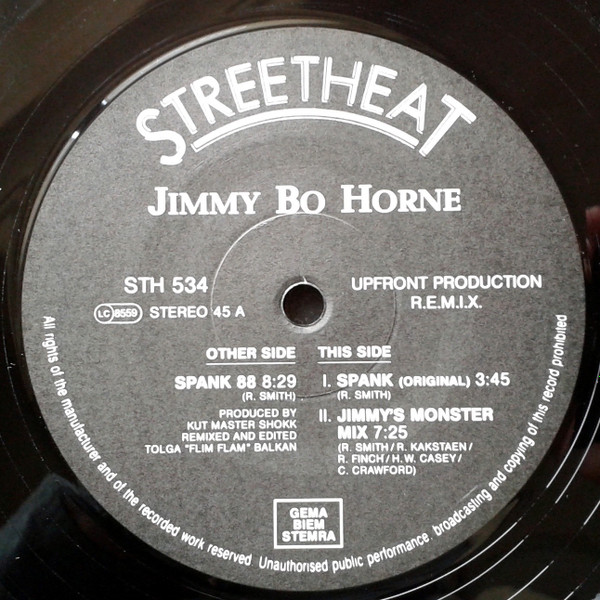 STREETHEAT
JIMMY BO HORNE
STH 534
LC 8559 STEREO 45 A
UPFRONT PRODUCTION
R.E.M.I.X.
OTHER SIDE
SPANK 88 8:29
(R. SMITH)
PRODUCED BY
KUT MASTER SHOKK
REMIXED AND EDITED
TOLGA "FLIM FLAM" BALKAN
THIS SIDE
I. SPANK (ORIGINAL) 3:45
(R. SMITH)
II. JIMMY'S MONSTER
MIX 7:25
(R. SMITH / R. KAKSTAEN /
R. FINCH / H.W. CASEY /
C. CRAWFORD)
GEMA
BIEM
STEMRA
All rights of the manufacturer and of the recorded work reserved. Unauthorised public performance, broadcasting and copying of this record prohibited